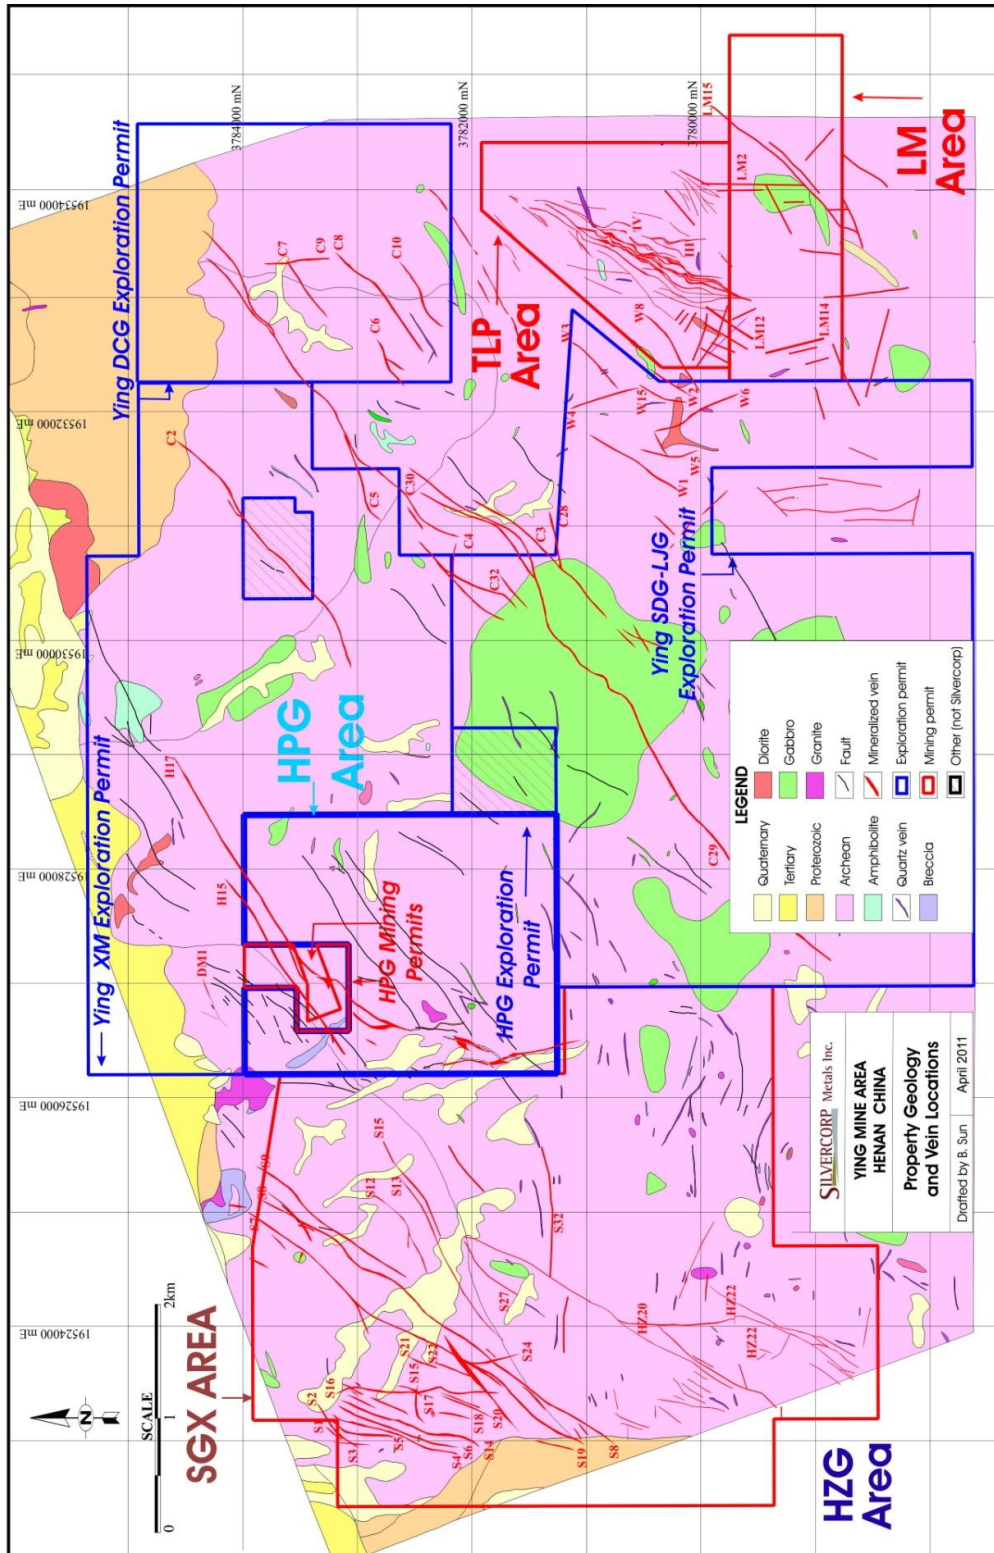 SGX AREA
HPG
Area
TLP
Area
LM
Area
HZG
Area
Ying XM Exploration Permit
Ying DCG Exploration Permit
HPG Mining
Permits
HPG Exploration
Permit
Ying SDG-LJG
Exploration Permit
N
SCALE
0
1
2km
19524000 mE
19526000 mE
19528000 mE
19530000 mE
19532000 mE
19534000 mE
3784000 mN
3782000 mN
3780000 mN
DM1
H15
H17
C2
C7
C9
C8
C10
C6
C5
C30
C4
C3
C28
C32
C29
W3
W8
W4
W15
W2
W6
W5
W1
IV
III
LM15
LM2
LM12
LM14
S7
S8
S9
S15
S12
S13
S32
S27
S21
S22
S24
S15
S16
S2
S1
S3
S5
S17
S18
S20
S4
S6
S14
S19
S8
HZ20
HZ22
HZ22
LEGEND
Quaternary
Tertiary
Proterozoic
Archean
Amphibolite
Quartz vein
Breccia
Diorite
Gabbro
Granite
Fault
Mineralized vein
Exploration permit
Mining permit
Other (not Silvercorp)
SILVERCORP Metals Inc.
YING MINE AREA
HENAN CHINA
Property Geology
and Vein Locations
Drafted by B. Sun April 2011